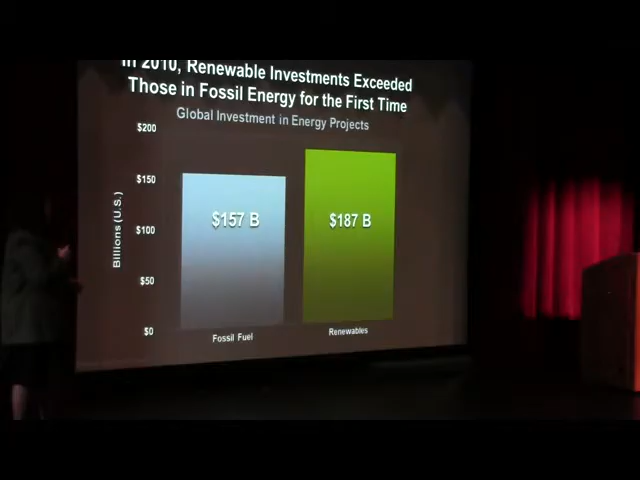 In 2010, Renewable Investments Exceeded
Those in Fossil Energy for the First Time
Global Investment in Energy Projects
$200
$150
$100
$50
$0
Billions (U.S.)
$157 B
$187 B
Fossil Fuel
Renewables